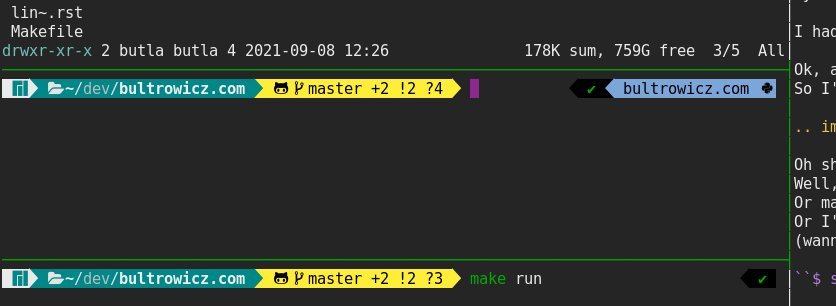 lin~.rst
Makefile
drwxr-xr-x 2 butla butla 4 2021-09-08 12:26 178K sum, 759G free 3/5 All
~/dev/bultrowicz.com master +2 !2 ?4 ✔ bultrowicz.com
~/dev/bultrowicz.com master +2 !2 ?3 make run ✔
I had
Ok, a
So I'
.. im
Oh sh
Well,
Or ma
Or I'
(wann
``$ s